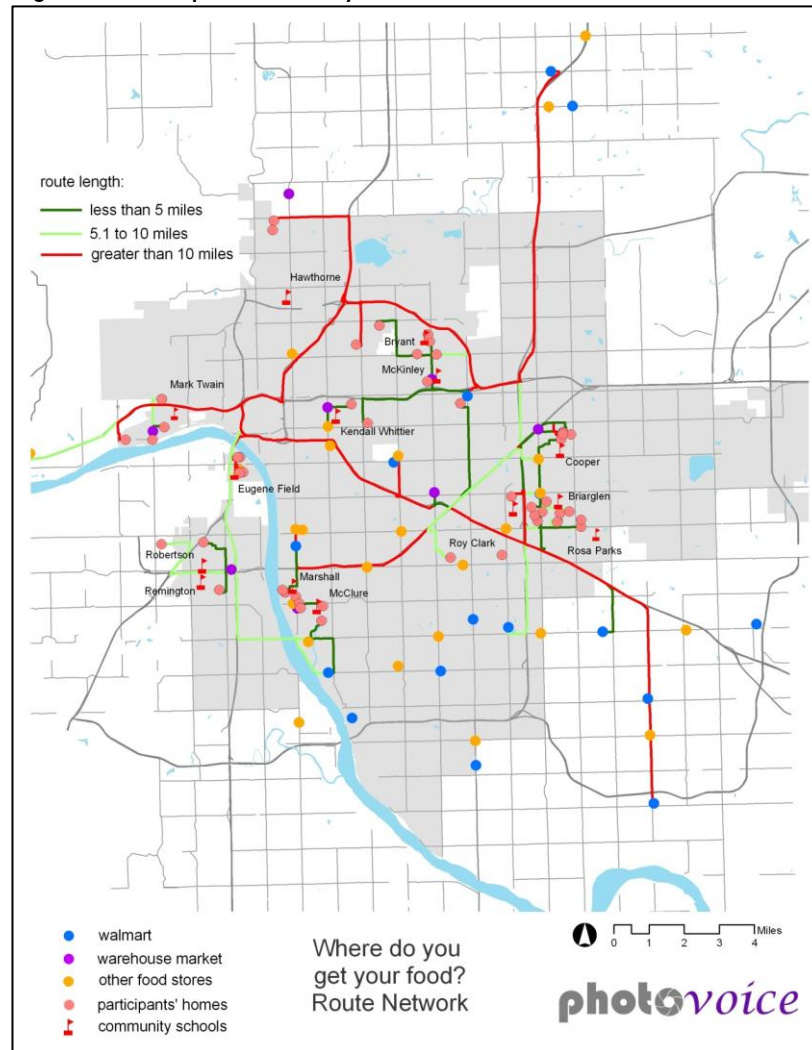 route length:
less than 5 miles
5.1 to 10 miles
greater than 10 miles
Hawthorne
Bryant
McKinley
Mark Twain
Kendall Whittier
Cooper
Eugene Field
Briarglen
Robertson
Roy Clark
Rosa Parks
Remington
Marshall
McClure
walmart
warehouse market
other food stores
participants' homes
community schools
Where do you
get your food?
Route Network
Miles
0 1 2 3 4
photovoice